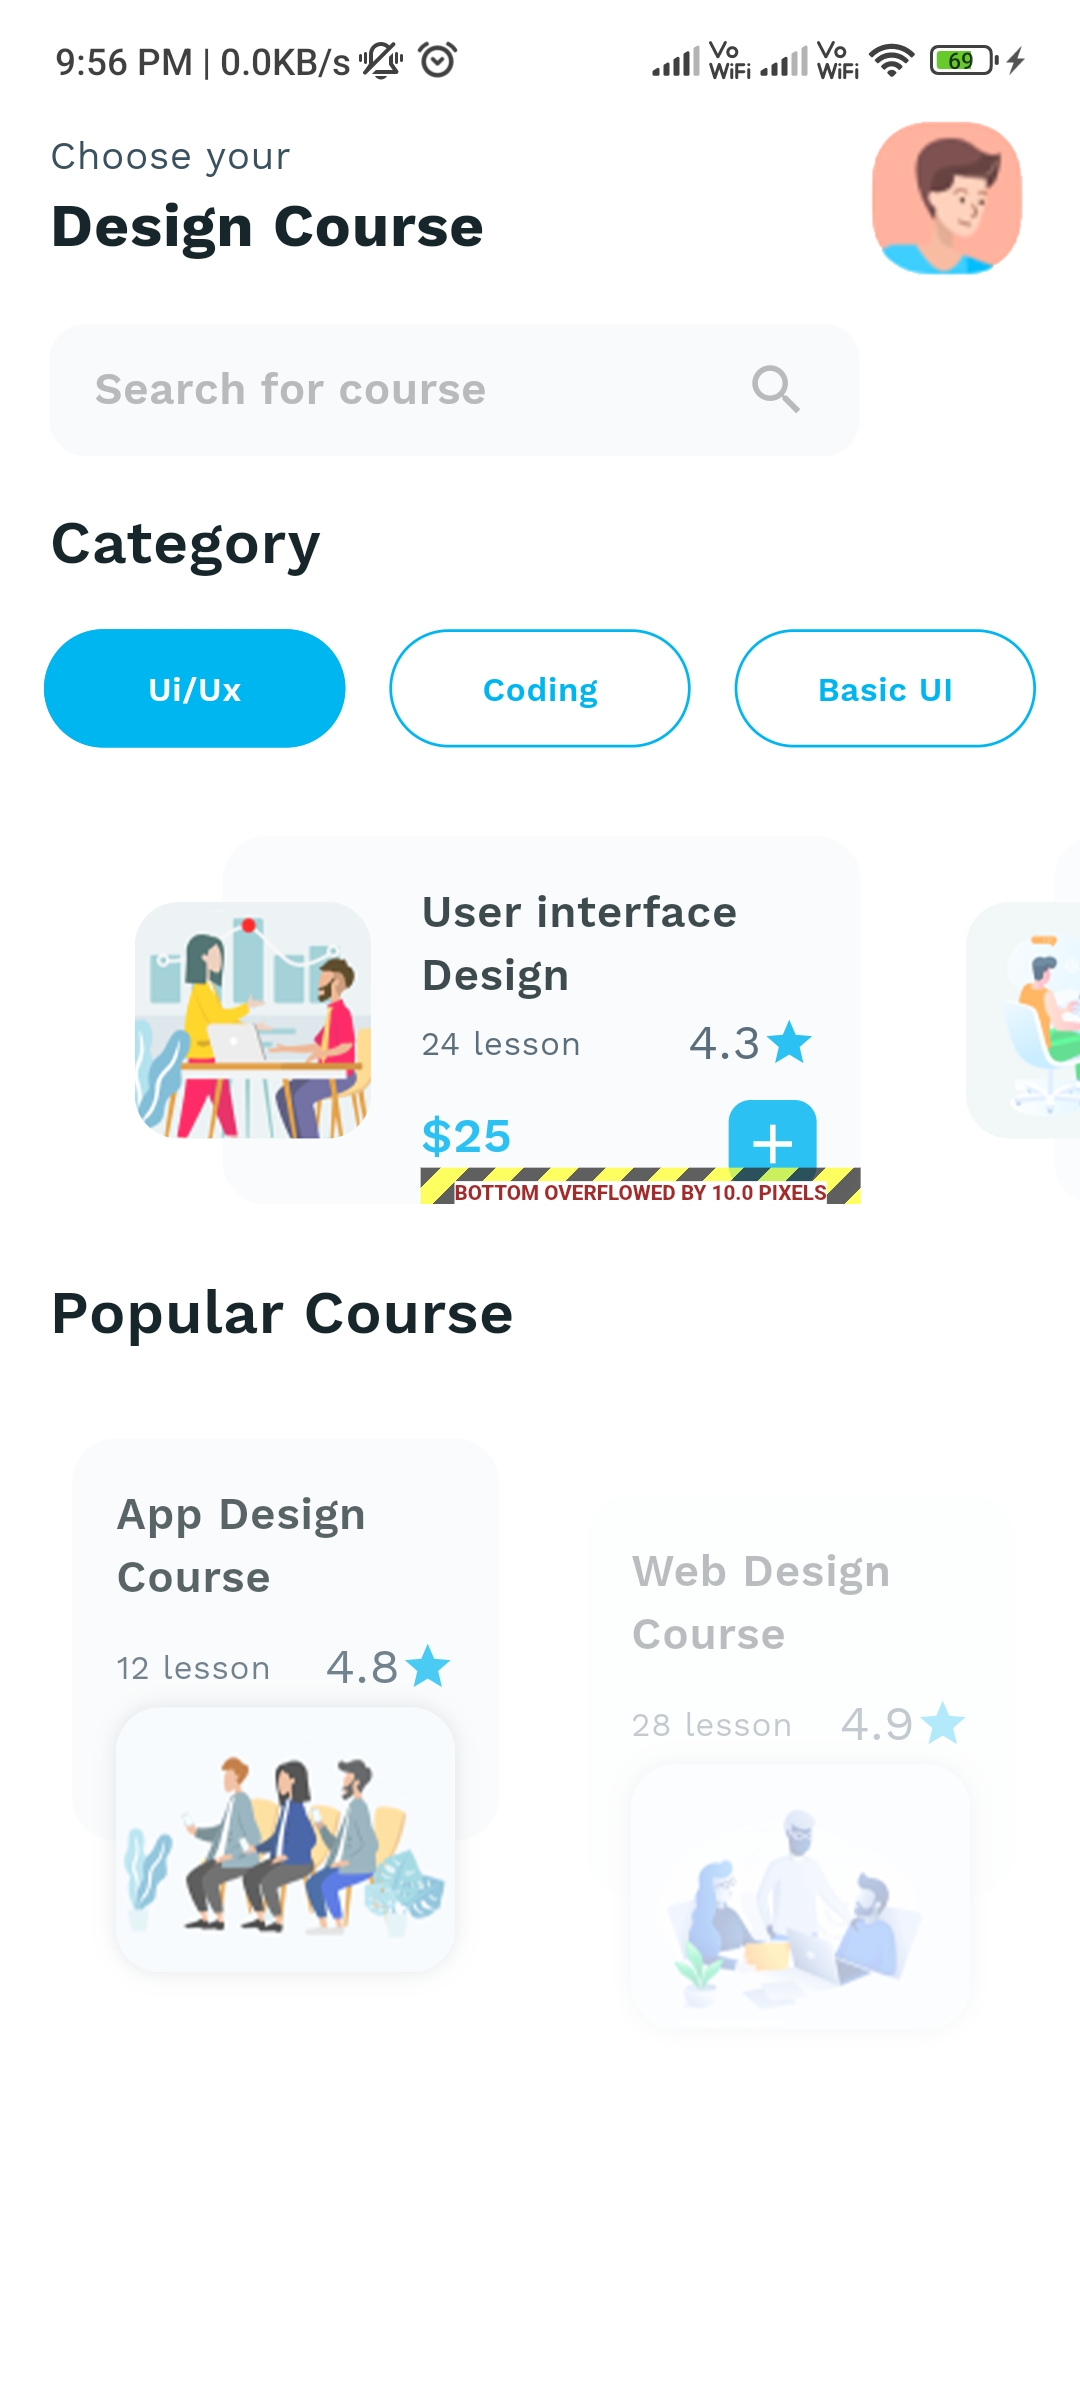 9:56 PM | 0.0KB/s Vo WiFi Vo WiFi 69
Choose your
Design Course
Search for course
Category
Ui/Ux Coding Basic UI
User interface
Design
24 lesson 4.3
$25
BOTTOM OVERFLOWED BY 10.0 PIXELS
Popular Course
App Design
Course
12 lesson 4.8
Web Design
Course
28 lesson 4.9